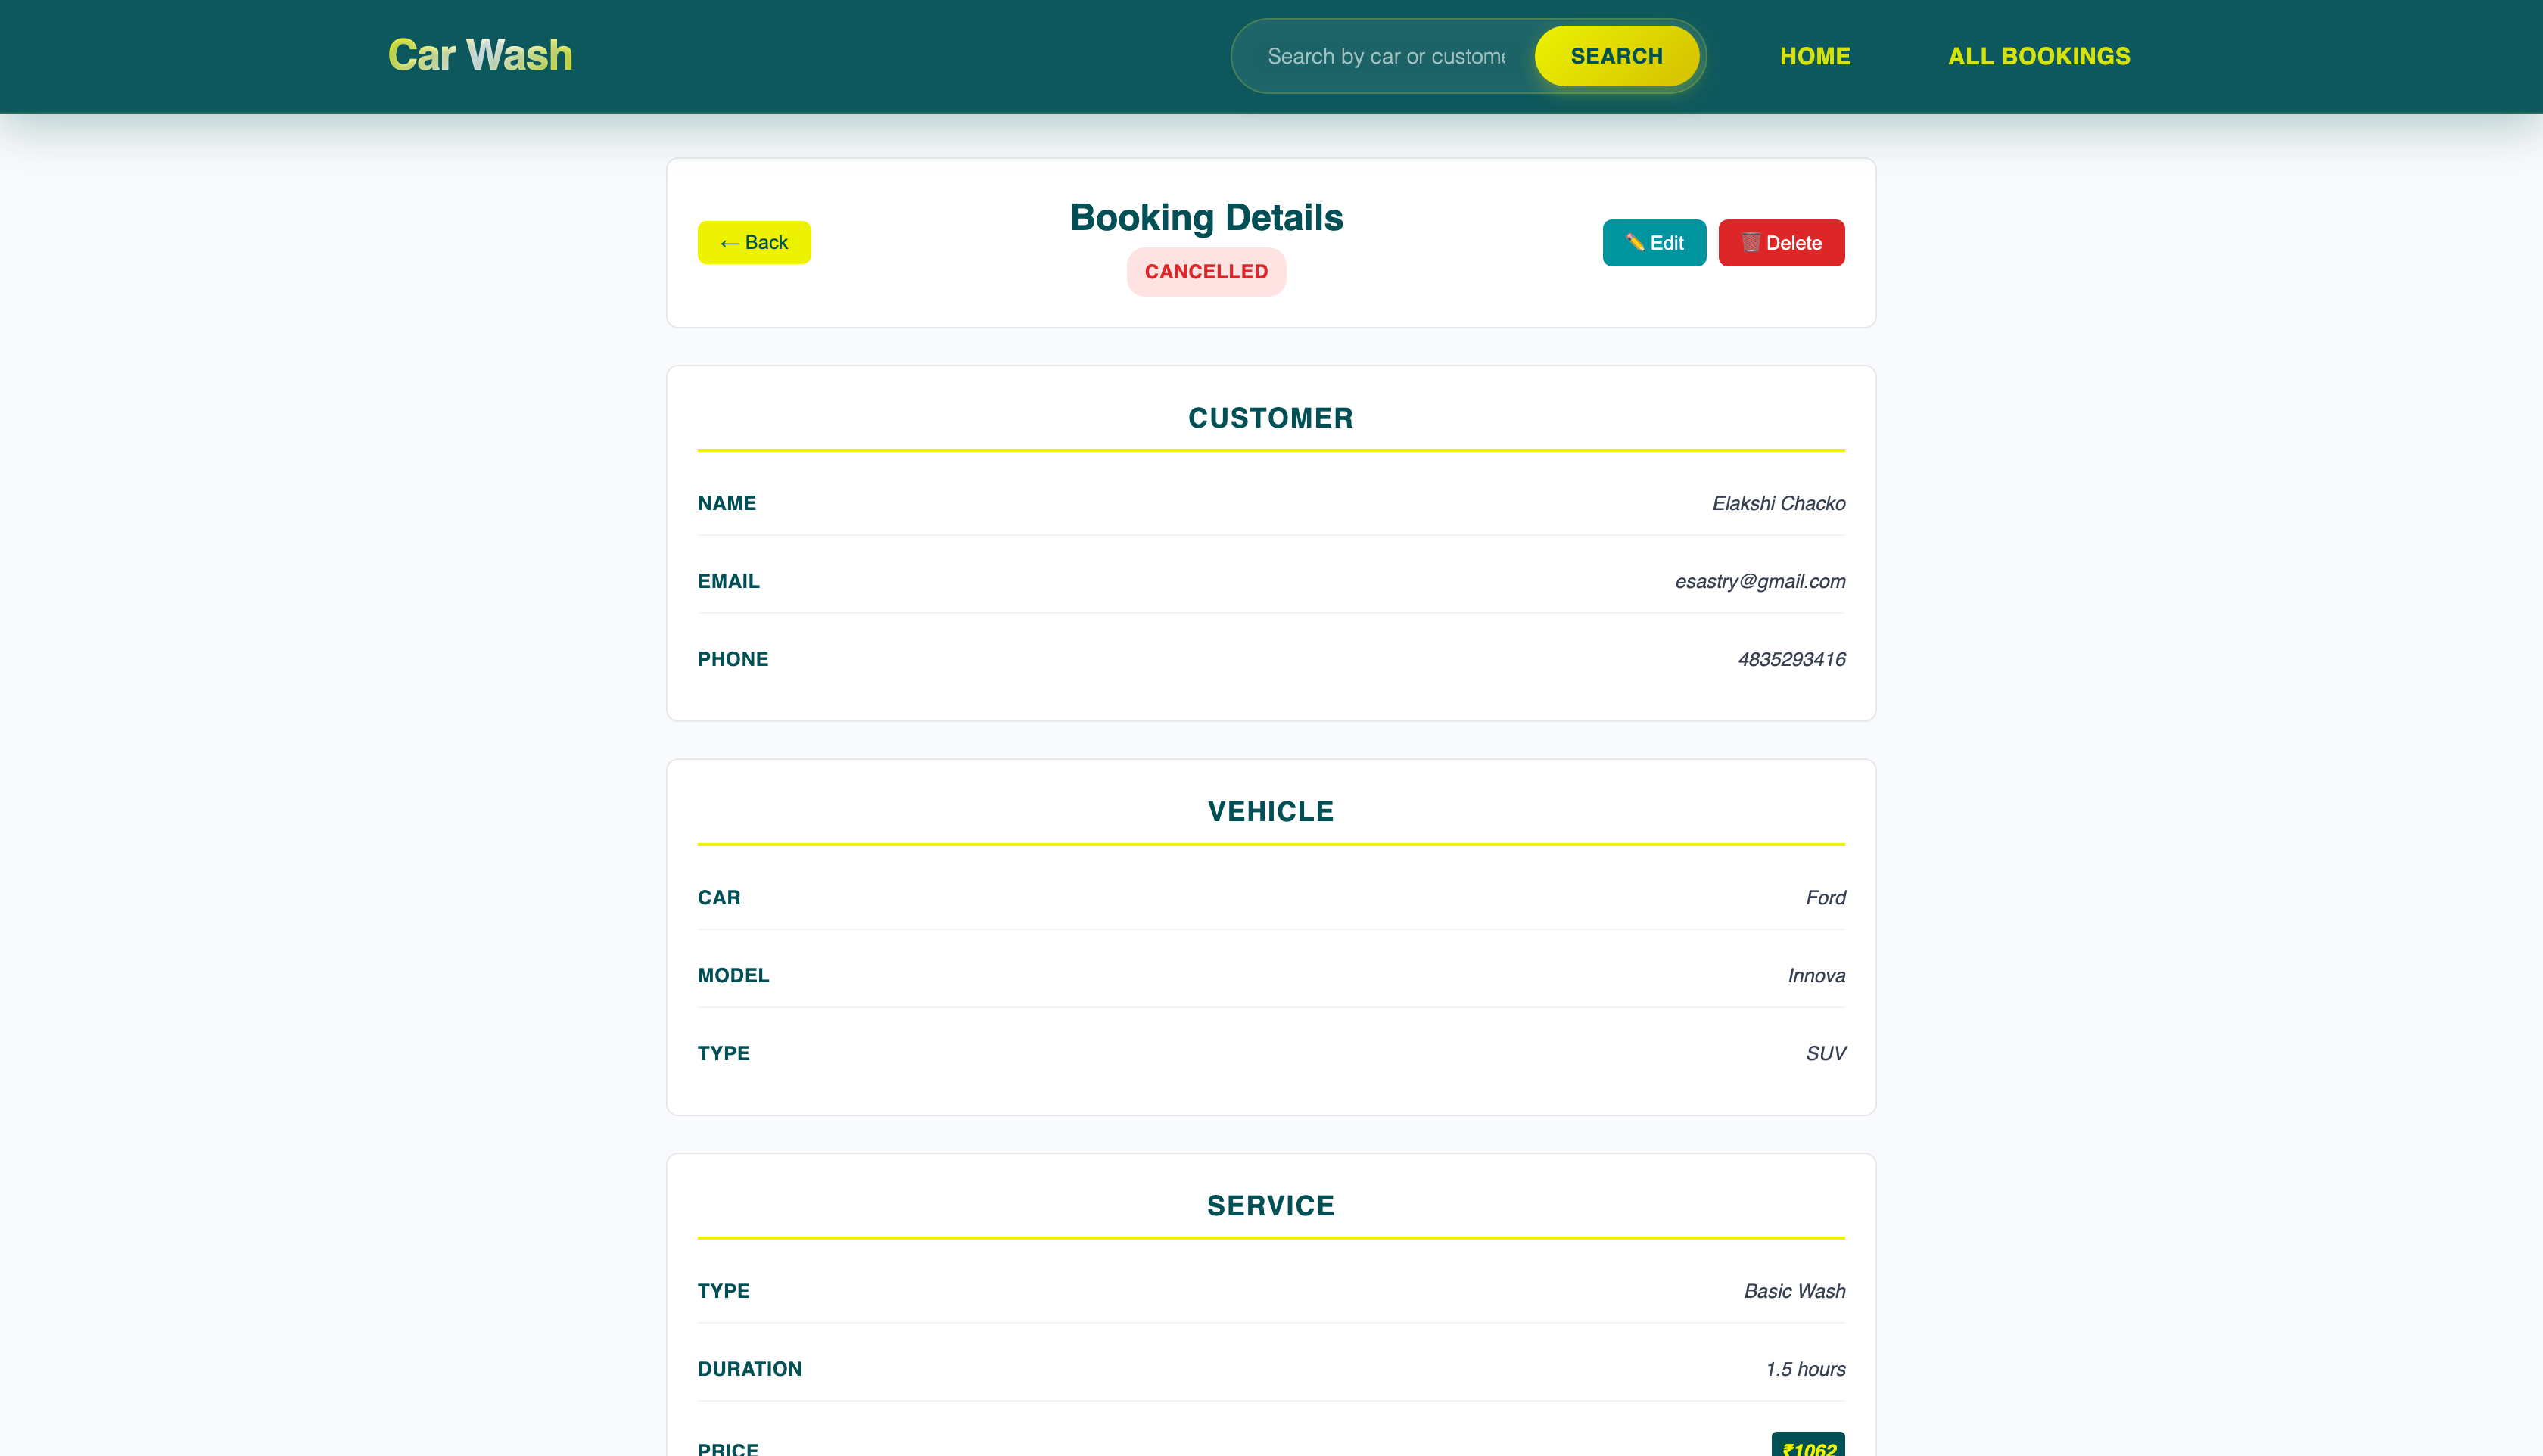 Car Wash
Search by car or custome
SEARCH
HOME
ALL BOOKINGS
← Back
Booking Details
CANCELLED
✏️ Edit
🗑️ Delete
CUSTOMER
NAME Elakshi Chacko
EMAIL esastry@gmail.com
PHONE 4835293416
VEHICLE
CAR Ford
MODEL Innova
TYPE SUV
SERVICE
TYPE Basic Wash
DURATION 1.5 hours
PRICE ₹1062